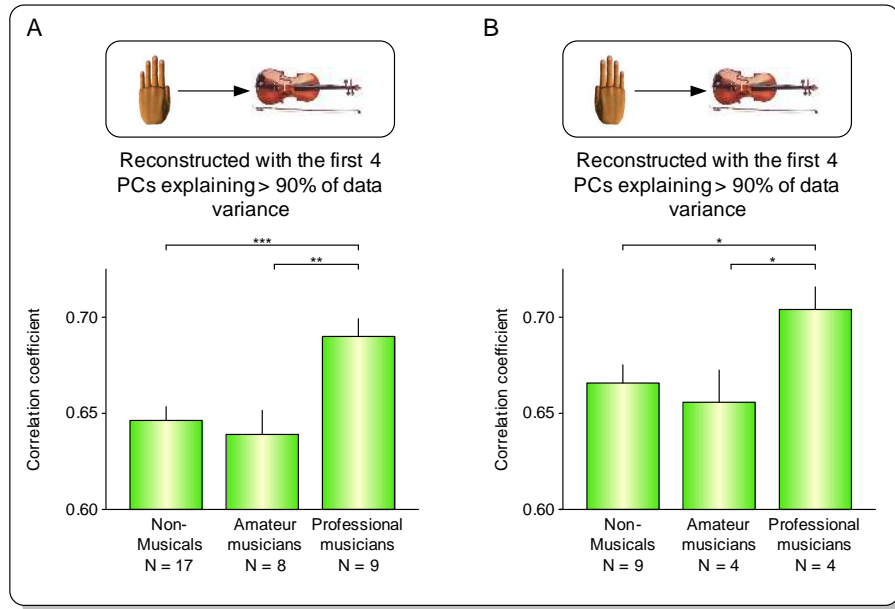 A
Reconstructed with the first 4
PCs explaining > 90% of data
variance
***
**
Correlation coefficient
0.70
0.65
0.60
Non-
Musicals
N = 17
Amateur
musicians
N = 8
Professional
musicians
N = 9
B
Reconstructed with the first 4
PCs explaining > 90% of data
variance
*
*
Correlation coefficient
0.70
0.65
0.60
Non-
Musicals
N = 9
Amateur
musicians
N = 4
Professional
musicians
N = 4